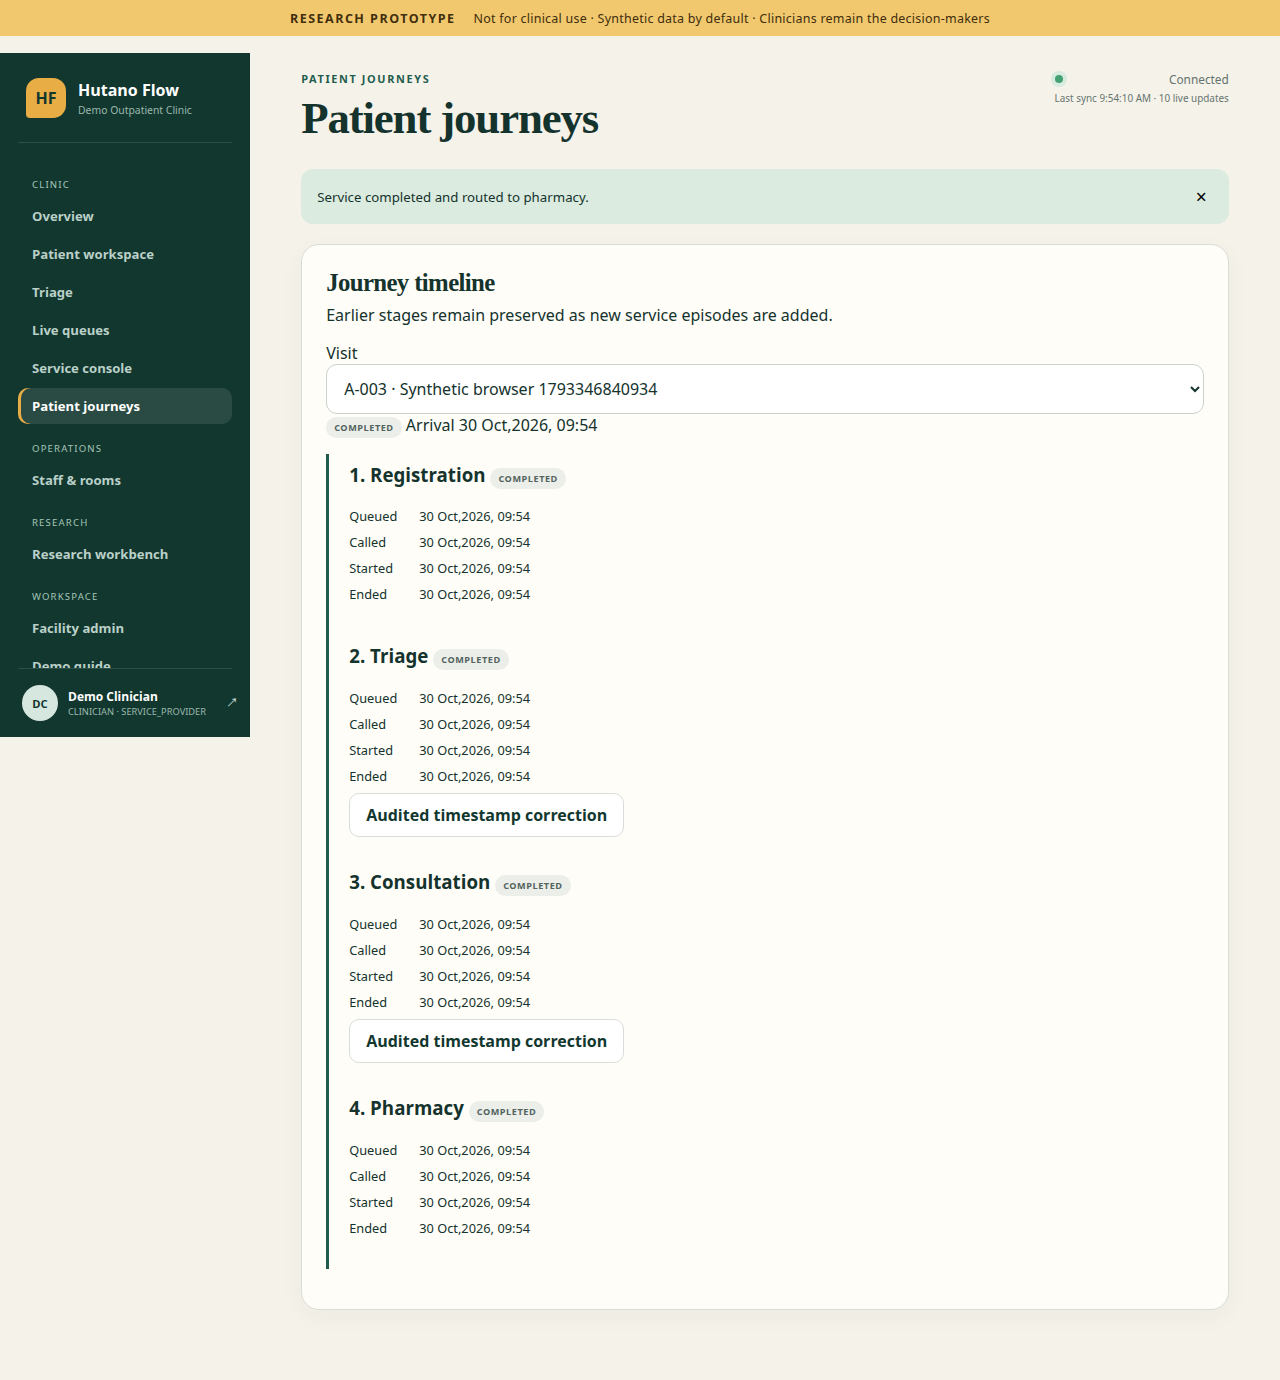 RESEARCH PROTOTYPE Not for clinical use · Synthetic data by default · Clinicians remain the decision-makers
HF
Hutano Flow
Demo Outpatient Clinic
CLINIC
Overview
Patient workspace
Triage
Live queues
Service console
Patient journeys
OPERATIONS
Staff & rooms
RESEARCH
Research workbench
WORKSPACE
Facility admin
Demo guide
DC
Demo Clinician
CLINICIAN · SERVICE_PROVIDER
↗
PATIENT JOURNEYS
Patient journeys
Connected
Last sync 9:54:10 AM · 10 live updates
Service completed and routed to pharmacy.
×
Journey timeline
Earlier stages remain preserved as new service episodes are added.
Visit
A-003 · Synthetic browser 1793346840934
COMPLETED Arrival 30 Oct,2026, 09:54
1. Registration COMPLETED
Queued 30 Oct,2026, 09:54
Called 30 Oct,2026, 09:54
Started 30 Oct,2026, 09:54
Ended 30 Oct,2026, 09:54
2. Triage COMPLETED
Queued 30 Oct,2026, 09:54
Called 30 Oct,2026, 09:54
Started 30 Oct,2026, 09:54
Ended 30 Oct,2026, 09:54
Audited timestamp correction
3. Consultation COMPLETED
Queued 30 Oct,2026, 09:54
Called 30 Oct,2026, 09:54
Started 30 Oct,2026, 09:54
Ended 30 Oct,2026, 09:54
Audited timestamp correction
4. Pharmacy COMPLETED
Queued 30 Oct,2026, 09:54
Called 30 Oct,2026, 09:54
Started 30 Oct,2026, 09:54
Ended 30 Oct,2026, 09:54